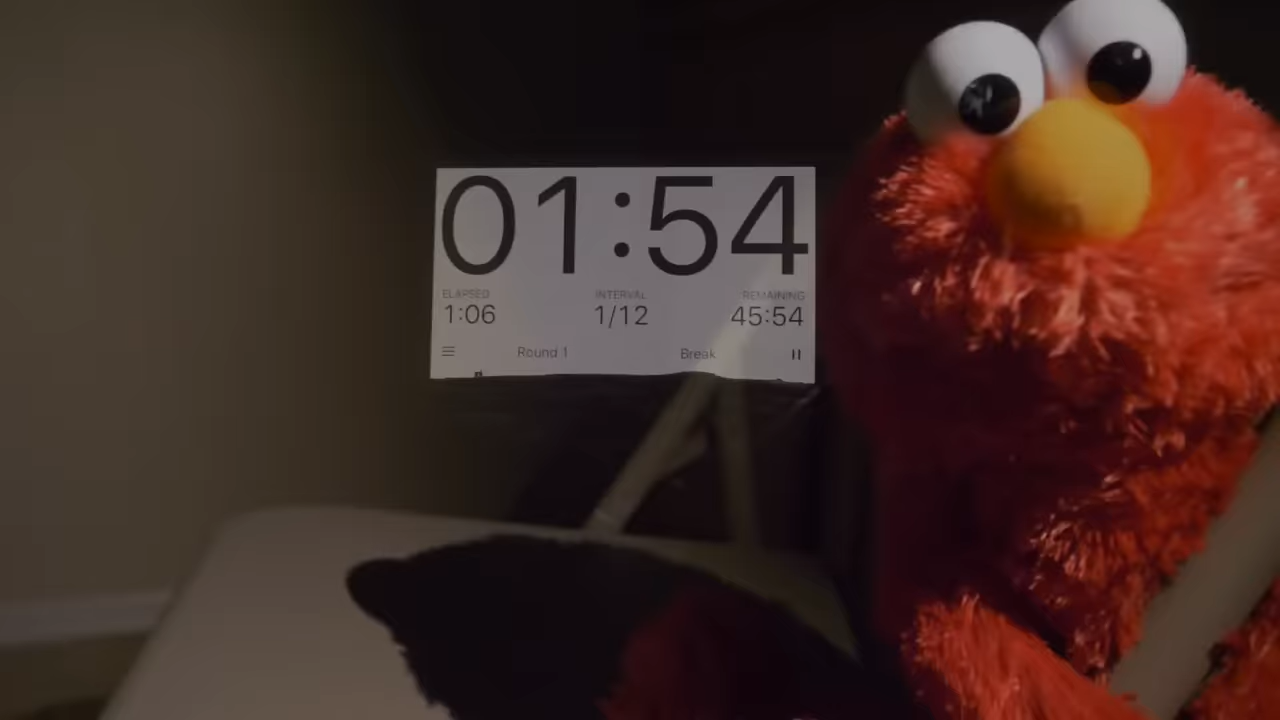 01:54
ELAPSED INTERVAL REMAINING
1:06 1/12 45:54
Round 1 Break